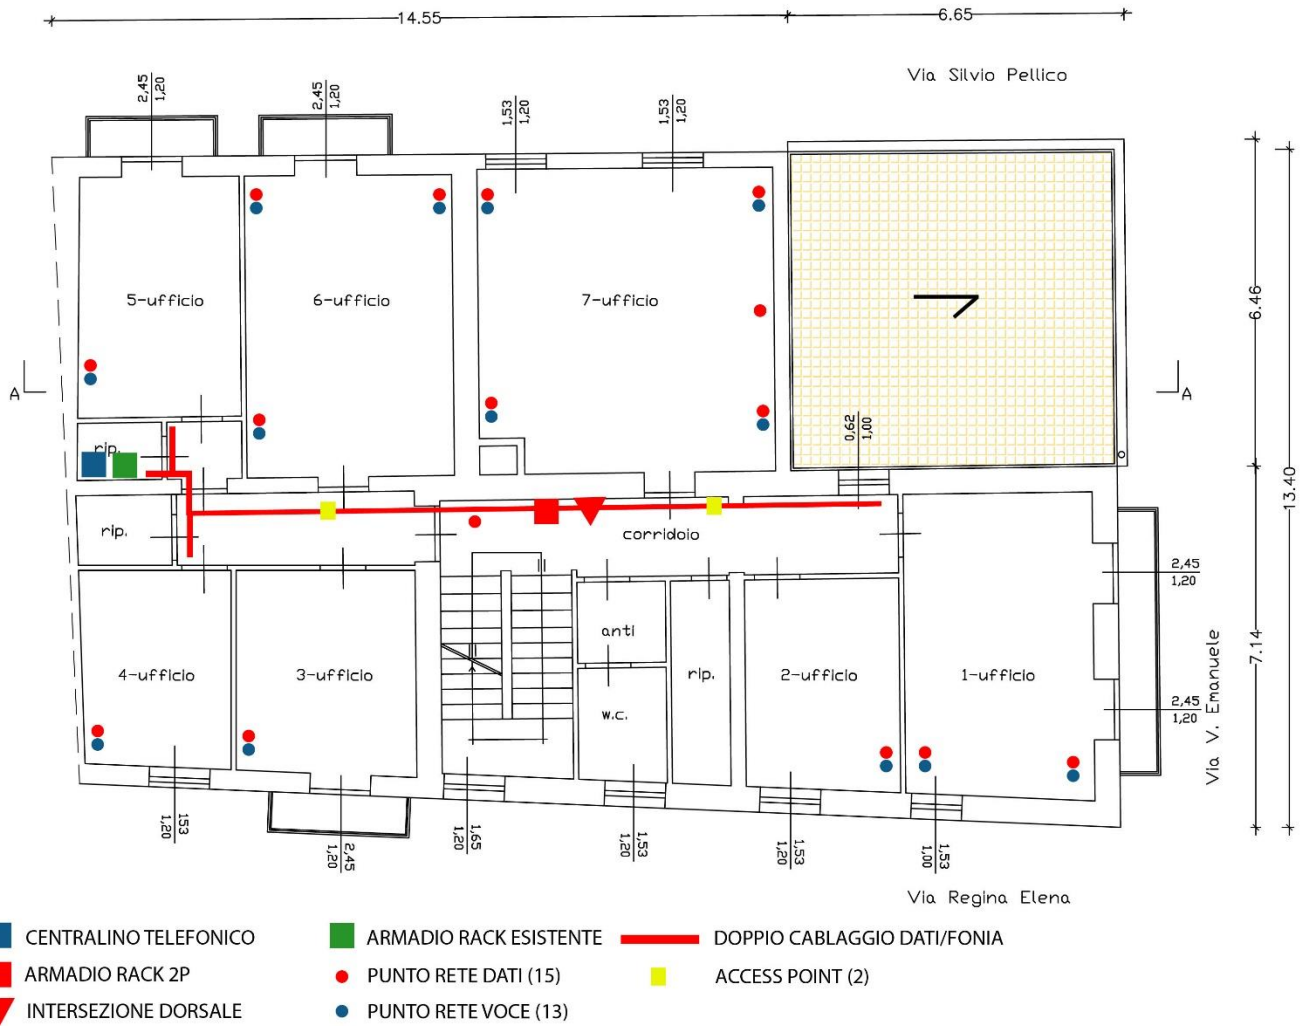 14.55
6.65
Via Silvio Pellico
2,45
1,20
2,45
1,20
1,53
1,20
1,53
1,20
5-ufficio
6-ufficio
7-ufficio
6.46
A
A
0,62
1,00
13.40
rip.
rip.
corridoio
2,45
1,20
anti
7.14
4-ufficio
3-ufficio
rip.
2-ufficio
1-ufficio
w.c.
2,45
1,20
Via V. Emanuele
153
1,20
2,45
1,20
1,65
1,20
1,53
1,20
1,53
1,20
1,53
1,00
Via Regina Elena
CENTRALINO TELEFONICO
ARMADIO RACK ESISTENTE
DOPPIO CABLAGGIO DATI/FONIA
ARMADIO RACK 2P
PUNTO RETE DATI (15)
ACCESS POINT (2)
INTERSEZIONE DORSALE
PUNTO RETE VOCE (13)